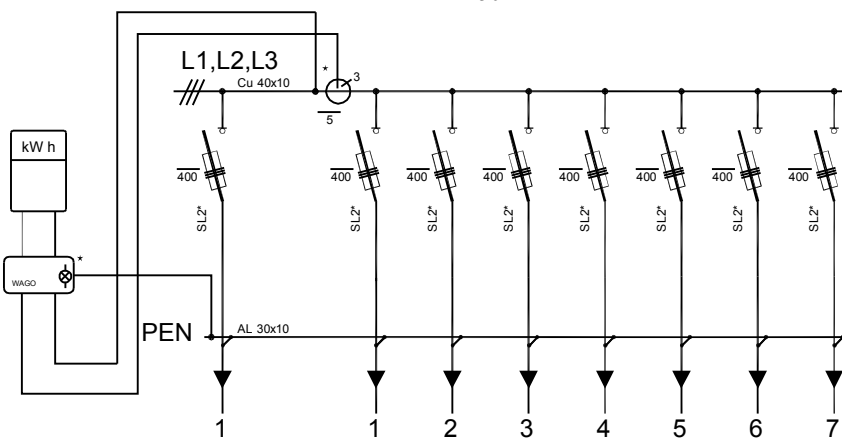 L1,L2,L3
* 3
Cu 40x10
5
kW h
400 400 400 400 400 400 400 400
SL2* SL2* SL2* SL2* SL2* SL2* SL2* SL2*
*
WAGO
PEN AL 30x10
1 1 2 3 4 5 6 7